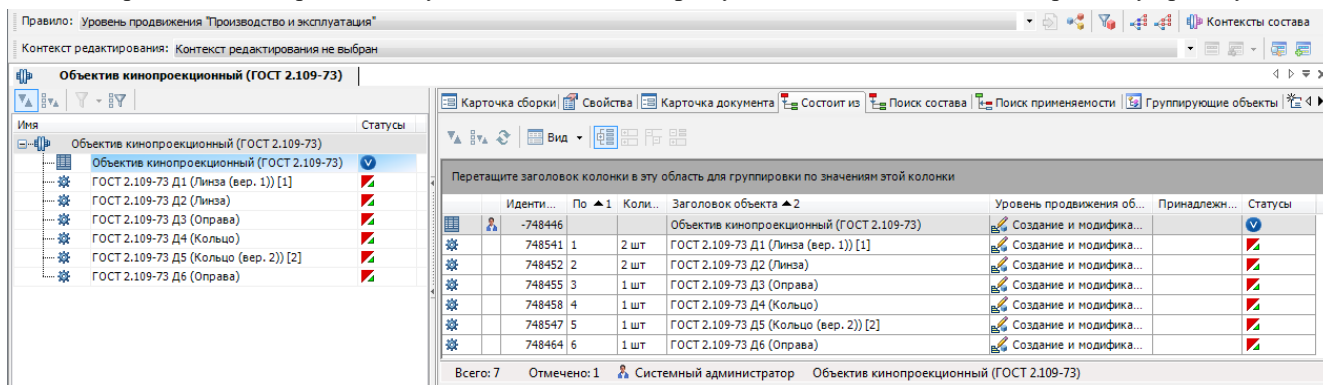 Правило: Уровень продвижения "Производство и эксплуатация" Контексты состава
Контекст редактирования: Контекст редактирования не выбран
Объектив кинопроекционный (ГОСТ 2.109-73)
Имя Статусы
Объектив кинопроекционный (ГОСТ 2.109-73)
Объектив кинопроекционный (ГОСТ 2.109-73)
ГОСТ 2.109-73 Д1 (Линза (вер. 1)) [1]
ГОСТ 2.109-73 Д2 (Линза)
ГОСТ 2.109-73 Д3 (Оправа)
ГОСТ 2.109-73 Д4 (Кольцо)
ГОСТ 2.109-73 Д5 (Кольцо (вер. 2)) [2]
ГОСТ 2.109-73 Д6 (Оправа)
Карточка сборки Свойства Карточка документа Состоит из Поиск состава Поиск применяемости Группирующие объекты
Вид
Перетащите заголовок колонки в эту область для группировки по значениям этой колонки
Иденти... По 1 Коли... Заголовок объекта 2 Уровень продвижения об... Принадлежн... Статусы
-748446 Объектив кинопроекционный (ГОСТ 2.109-73) Создание и модифика...
748541 1 2 шт ГОСТ 2.109-73 Д1 (Линза (вер. 1)) [1] Создание и модифика...
748452 2 2 шт ГОСТ 2.109-73 Д2 (Линза) Создание и модифика...
748455 3 1 шт ГОСТ 2.109-73 Д3 (Оправа) Создание и модифика...
748458 4 1 шт ГОСТ 2.109-73 Д4 (Кольцо) Создание и модифика...
748547 5 1 шт ГОСТ 2.109-73 Д5 (Кольцо (вер. 2)) [2] Создание и модифика...
748464 6 1 шт ГОСТ 2.109-73 Д6 (Оправа) Создание и модифика...
Всего: 7 Отмечено: 1 Системный администратор Объектив кинопроекционный (ГОСТ 2.109-73)